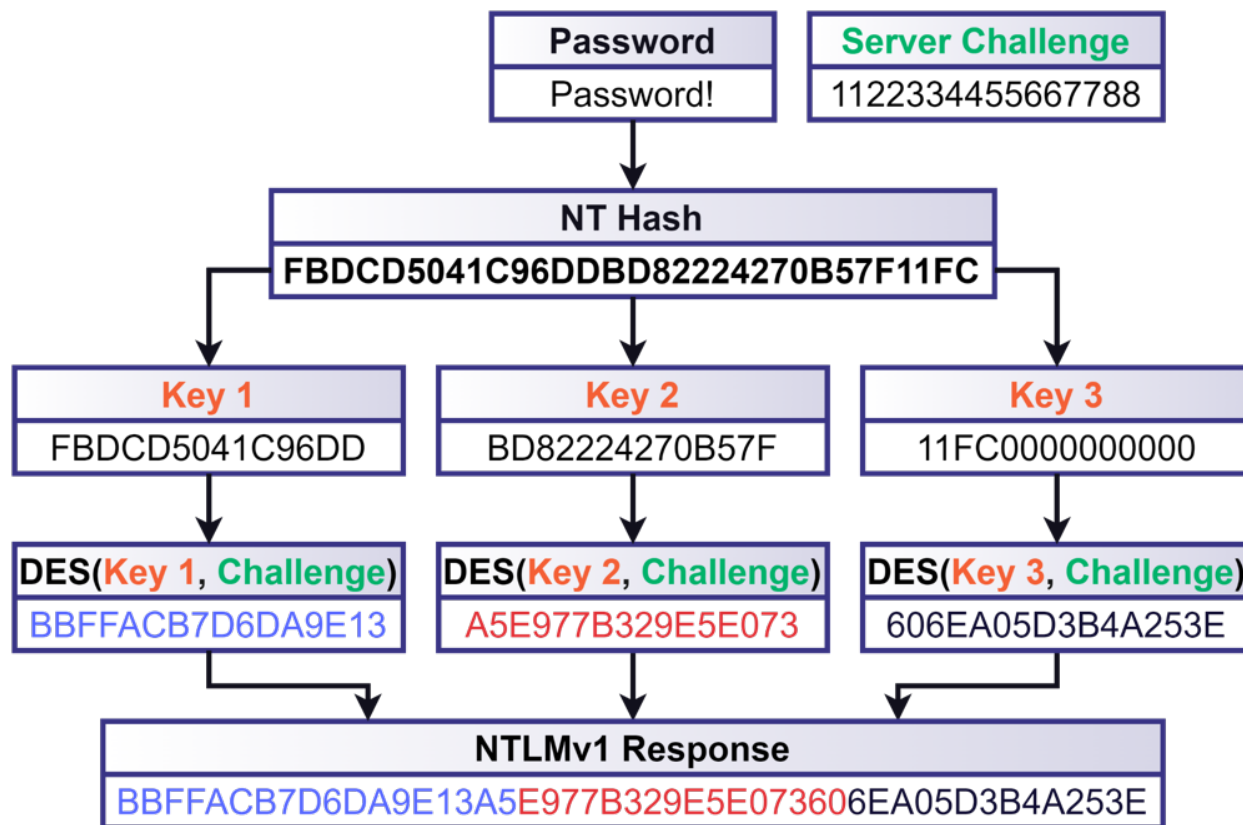 Password
Password!
Server Challenge
1122334455667788
NT Hash
FBDCD5041C96DDBD82224270B57F11FC
Key 1
FBDCD5041C96DD
Key 2
BD82224270B57F
Key 3
11FC0000000000
DES(Key 1, Challenge)
BBFFACB7D6DA9E13
DES(Key 2, Challenge)
A5E977B329E5E073
DES(Key 3, Challenge)
606EA05D3B4A253E
NTLMv1 Response
BBFFACB7D6DA9E13A5E977B329E5E073606EA05D3B4A253E